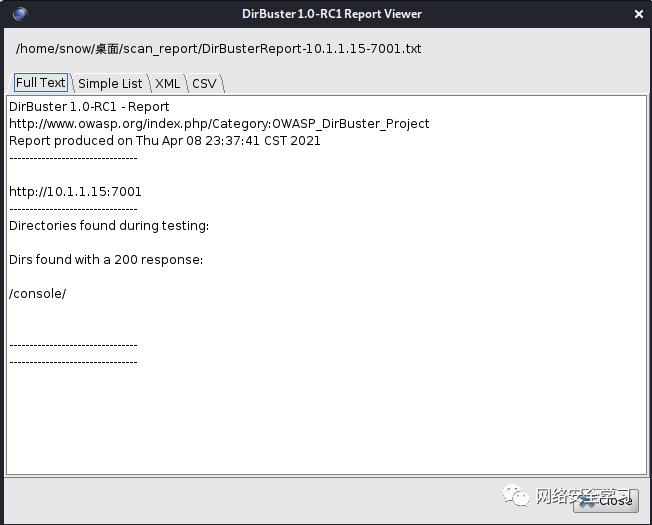 DirBuster 1.0-RC1 Report Viewer
/home/snow/桌面/scan_report/DirBusterReport-10.1.1.15-7001.txt
Full Text Simple List XML CSV
DirBuster 1.0-RC1 - Report
http://www.owasp.org/index.php/Category:OWASP_DirBuster_Project
Report produced on Thu Apr 08 23:37:41 CST 2021
--------------------------------
http://10.1.1.15:7001
--------------------------------
Directories found during testing:
Dirs found with a 200 response:
/console/
--------------------------------
--------------------------------
网络安全学习
Close